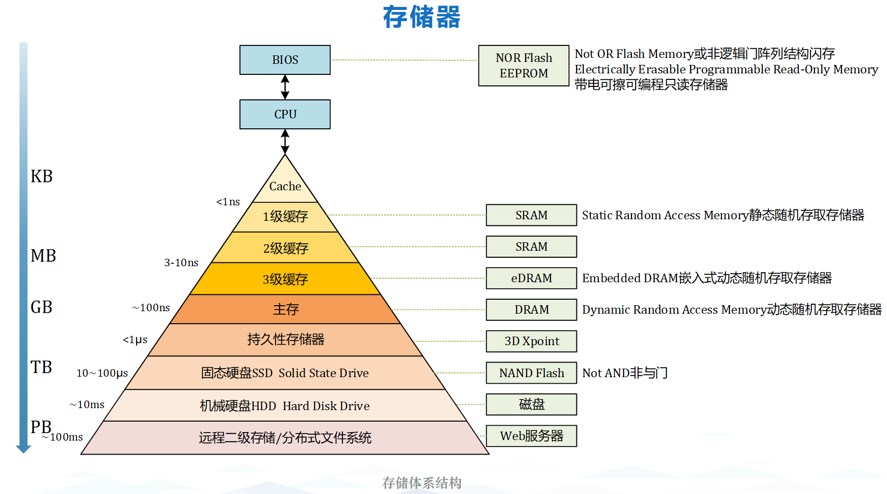 存储器
BIOS
NOR Flash
EEPROM
Not OR Flash Memory或非逻辑门阵列结构闪存
Electrically Erasable Programmable Read-Only Memory
带电可擦可编程只读存储器
CPU
KB
Cache
<1ns
1级缓存
SRAM
Static Random Access Memory静态随机存取存储器
2级缓存
SRAM
MB
3-10ns
3级缓存
eDRAM
Embedded DRAM嵌入式动态随机存取存储器
GB
~100ns
主存
DRAM
Dynamic Random Access Memory动态随机存取存储器
<1μs
持久性存储器
3D Xpoint
TB
10~100μs
固态硬盘SSD Solid State Drive
NAND Flash
Not AND非与门
~10ms
机械硬盘HDD Hard Disk Drive
磁盘
PB
~100ms
远程二级存储/分布式文件系统
Web服务器
存储体系结构